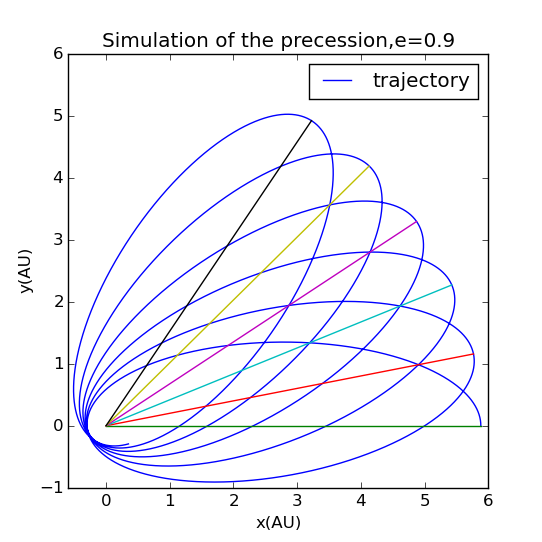 Simulation of the precession,e=0.9
trajectory
6
5
4
3
2
1
0
−1
y(AU)
0 1 2 3 4 5 6
x(AU)